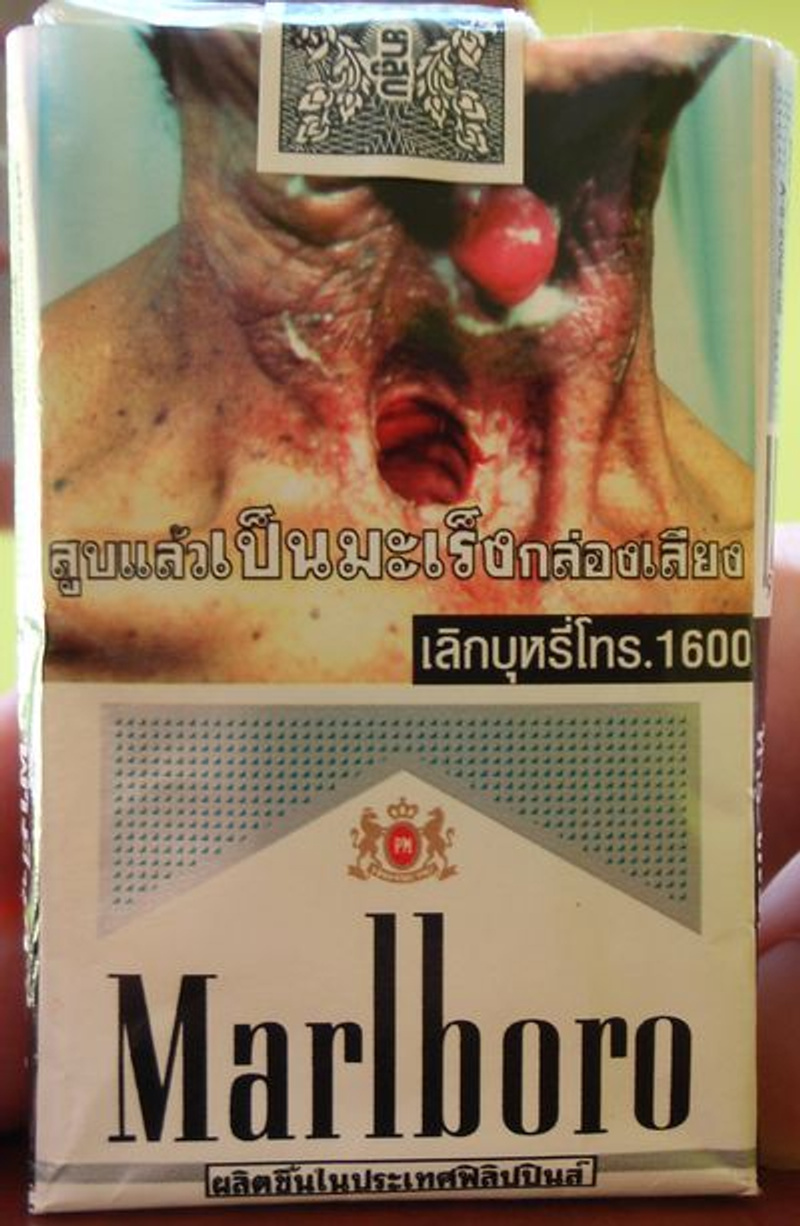 สูบแล้วเป็นมะเร็งกล่องเสียง
เลิกบุหรี่โทร.1600
PM
Marlboro
ผลิตขึ้นในประเทศฟิลิปปินส์